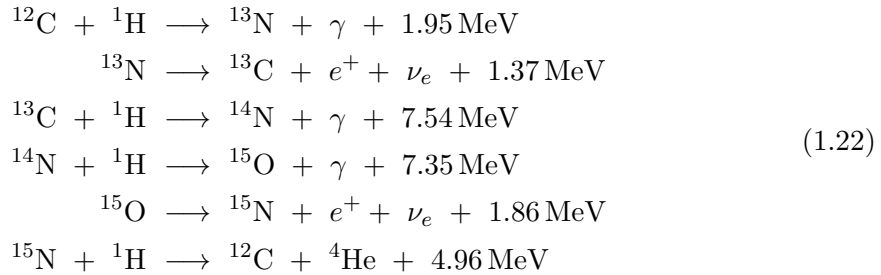 ¹²C + ¹H ⟶ ¹³N + γ + 1.95 MeV
¹³N ⟶ ¹³C + e⁺ + νₑ + 1.37 MeV
¹³C + ¹H ⟶ ¹⁴N + γ + 7.54 MeV
¹⁴N + ¹H ⟶ ¹⁵O + γ + 7.35 MeV
(1.22)
¹⁵O ⟶ ¹⁵N + e⁺ + νₑ + 1.86 MeV
¹⁵N + ¹H ⟶ ¹²C + ⁴He + 4.96 MeV